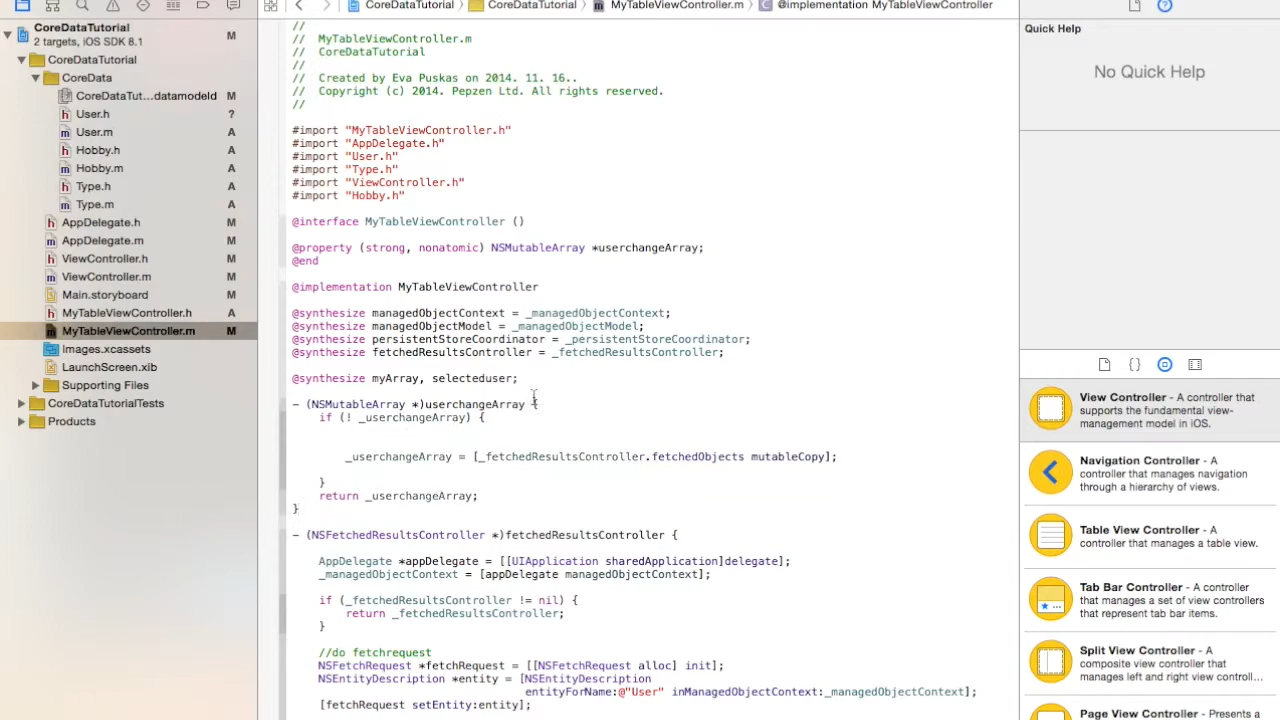 CoreDataTutorial
2 targets, iOS SDK 8.1
M
CoreDataTutorial
CoreData
CoreDataTut...datamodeld M
User.h ?
User.m A
Hobby.h A
Hobby.m A
Type.h A
Type.m A
AppDelegate.h M
AppDelegate.m M
ViewController.h M
ViewController.m M
Main.storyboard M
MyTableViewController.h A
MyTableViewController.m M
Images.xcassets
LaunchScreen.xib
Supporting Files
CoreDataTutorialTests
Products
CoreDataTutorial CoreDataTutorial MyTableViewController.m C @implementation MyTableViewController
//
// MyTableViewController.m
// CoreDataTutorial
//
// Created by Eva Puskas on 2014. 11. 16..
// Copyright (c) 2014. Pepzen Ltd. All rights reserved.
//
#import "MyTableViewController.h"
#import "AppDelegate.h"
#import "User.h"
#import "Type.h"
#import "ViewController.h"
#import "Hobby.h"
@interface MyTableViewController ()
@property (strong, nonatomic) NSMutableArray *userchangeArray;
@end
@implementation MyTableViewController
@synthesize managedObjectContext = _managedObjectContext;
@synthesize managedObjectModel = _managedObjectModel;
@synthesize persistentStoreCoordinator = _persistentStoreCoordinator;
@synthesize fetchedResultsController = _fetchedResultsController;
@synthesize myArray, selecteduser;
- (NSMutableArray *)userchangeArray {
if (! _userchangeArray) {
_userchangeArray = [_fetchedResultsController.fetchedObjects mutableCopy];
}
return _userchangeArray;
}
- (NSFetchedResultsController *)fetchedResultsController {
AppDelegate *appDelegate = [[UIApplication sharedApplication]delegate];
_managedObjectContext = [appDelegate managedObjectContext];
if (_fetchedResultsController != nil) {
return _fetchedResultsController;
}
//do fetchrequest
NSFetchRequest *fetchRequest = [[NSFetchRequest alloc] init];
NSEntityDescription *entity = [NSEntityDescription
entityForName:@"User" inManagedObjectContext:_managedObjectContext];
[fetchRequest setEntity:entity];
Quick Help
No Quick Help
View Controller - A
controller that
supports the fundamental view-
management model in iOS.
Navigation Controller - A
controller that manages navigation
through a hierarchy of views.
Table View Controller - A
controller that manages a table view.
Tab Bar Controller - A controller
that manages a set of view controllers
that represent tab bar items.
Split View Controller - A
composite view controller that
manages left and right view controll...
Page View Controller - Presents a